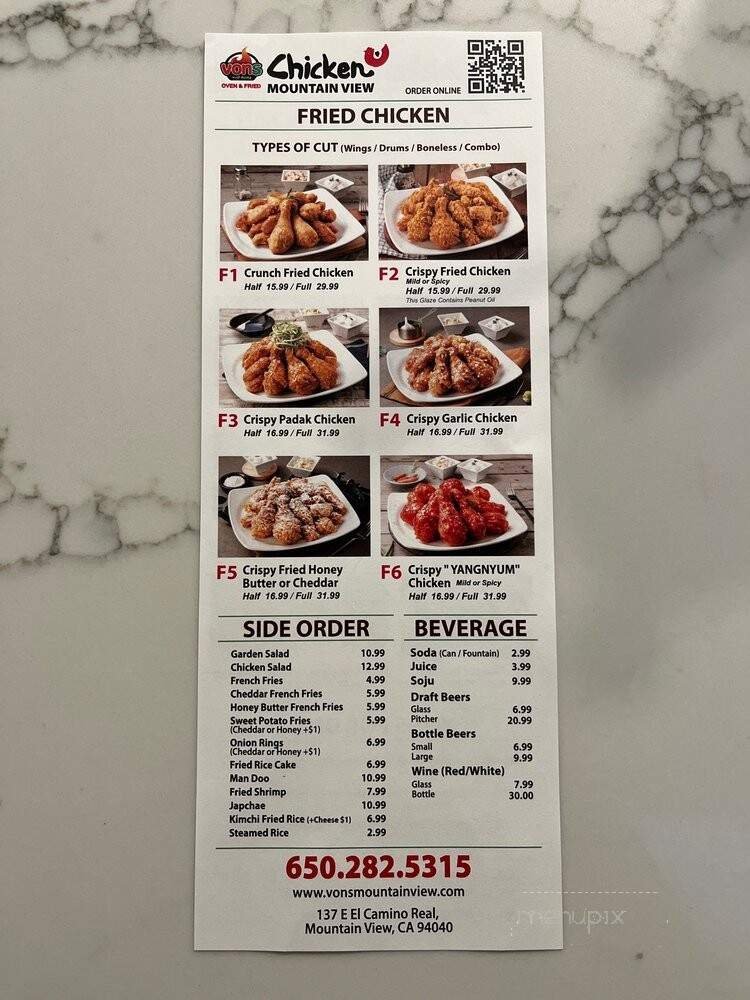 vons
Chicken
OVEN & FRIED
MOUNTAIN VIEW
ORDER ONLINE
FRIED CHICKEN
TYPES OF CUT (Wings / Drums / Boneless / Combo)
F1 Crunch Fried Chicken
Half 15.99 / Full 29.99
F2 Crispy Fried Chicken
Mild or Spicy
Half 15.99 / Full 29.99
This Glaze Contains Peanut Oil
F3 Crispy Padak Chicken
Half 16.99 / Full 31.99
F4 Crispy Garlic Chicken
Half 16.99 / Full 31.99
F5 Crispy Fried Honey
Butter or Cheddar
Half 16.99 / Full 31.99
F6 Crispy "YANGNYUM"
Chicken Mild or Spicy
Half 16.99 / Full 31.99
SIDE ORDER
Garden Salad 10.99
Chicken Salad 12.99
French Fries 4.99
Cheddar French Fries 5.99
Honey Butter French Fries 5.99
Sweet Potato Fries 5.99
(Cheddar or Honey +$1)
Onion Rings 6.99
(Cheddar or Honey +$1)
Fried Rice Cake 6.99
Man Doo 10.99
Fried Shrimp 7.99
Japchae 10.99
Kimchi Fried Rice (+Cheese $1) 6.99
Steamed Rice 2.99
BEVERAGE
Soda (Can / Fountain) 2.99
Juice 3.99
Soju 9.99
Draft Beers
Glass 6.99
Pitcher 20.99
Bottle Beers
Small 6.99
Large 9.99
Wine (Red/White)
Glass 7.99
Bottle 30.00
650.282.5315
www.vonsmountainview.com
137 E El Camino Real,
Mountain View, CA 94040
menupix